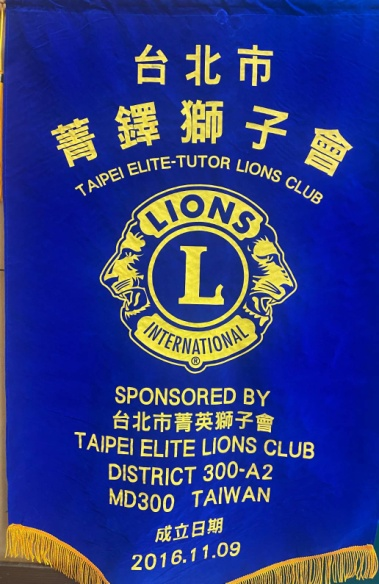 台北市
菁鐸獅子會
TAIPEI ELITE-TUTOR LIONS CLUB
LIONS
L
INTERNATIONAL
®
SPONSORED BY
台北市菁英獅子會
TAIPEI ELITE LIONS CLUB
DISTRICT 300-A2
MD300 TAIWAN
成立日期
2016.11.09